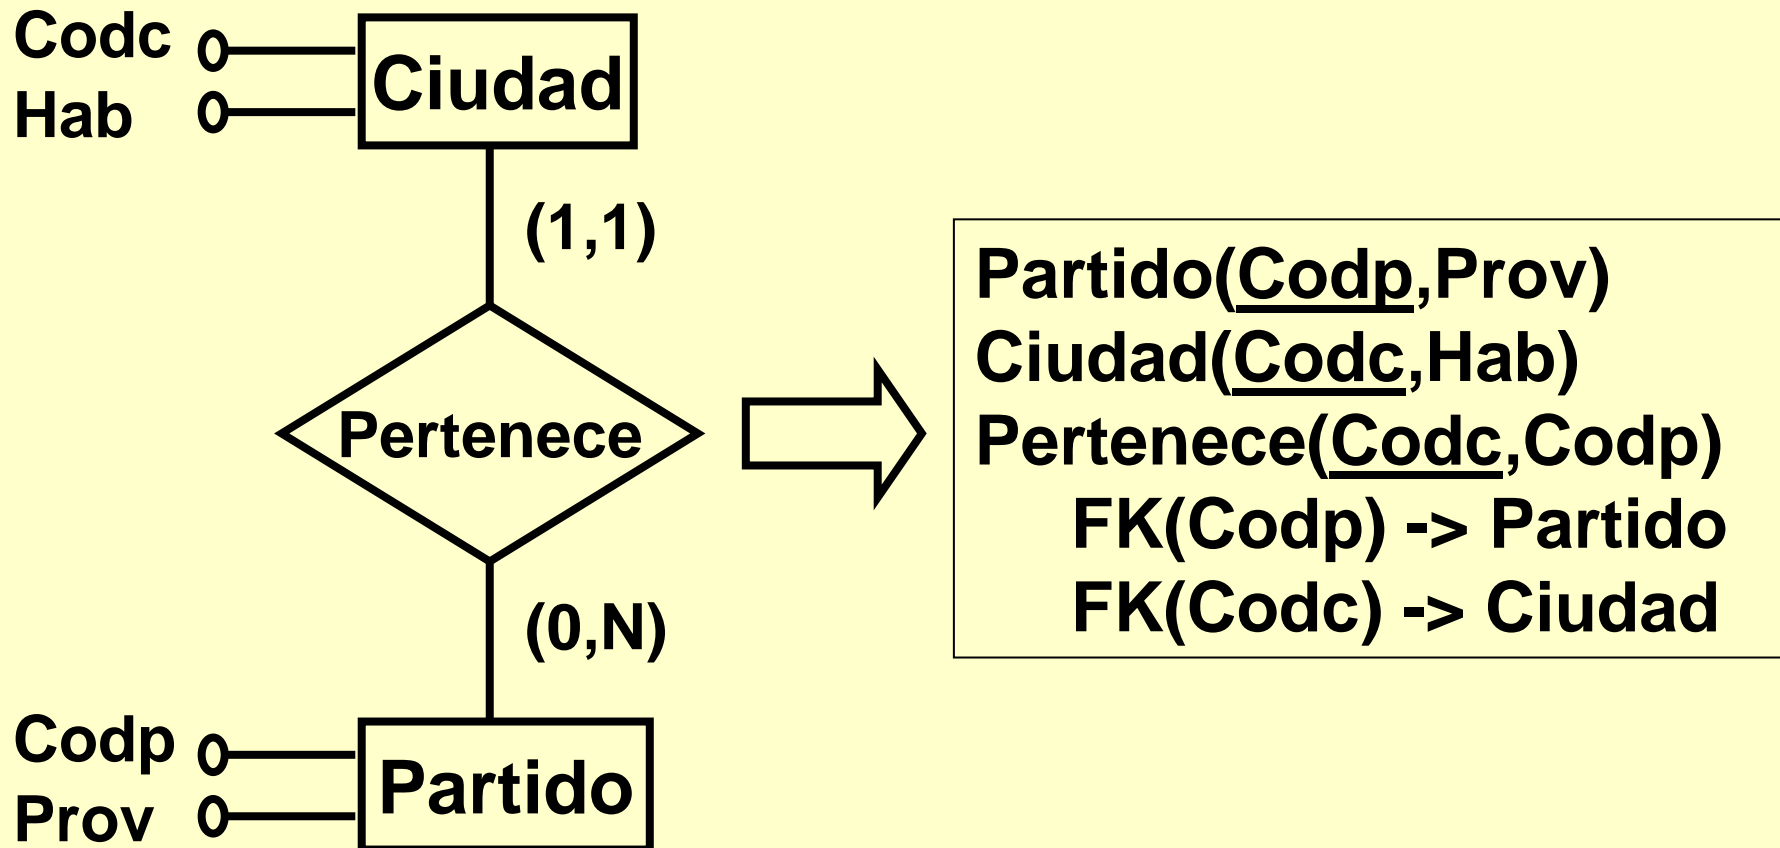 Codc
Hab
Ciudad
(1,1)
Pertenece
(0,N)
Codp
Prov
Partido
Partido(Codp,Prov)
Ciudad(Codc,Hab)
Pertenece(Codc,Codp)
FK(Codp) -> Partido
FK(Codc) -> Ciudad